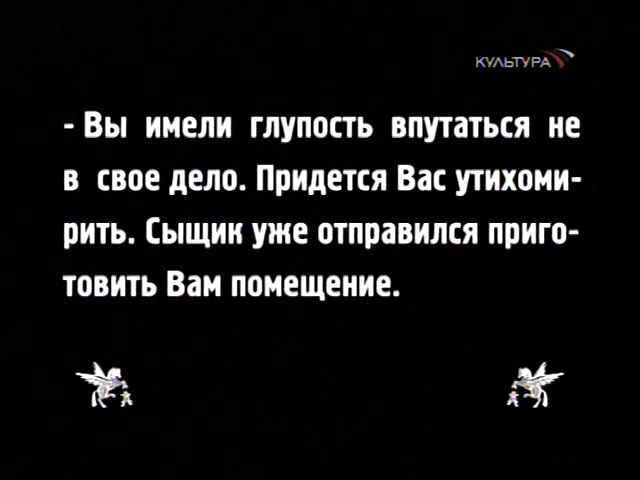 КУЛЬТУРА
- Вы имели глупость впутаться не
в свое дело. Придется Вас утихоми-
рить. Сыщик уже отправился приго-
товить Вам помещение.